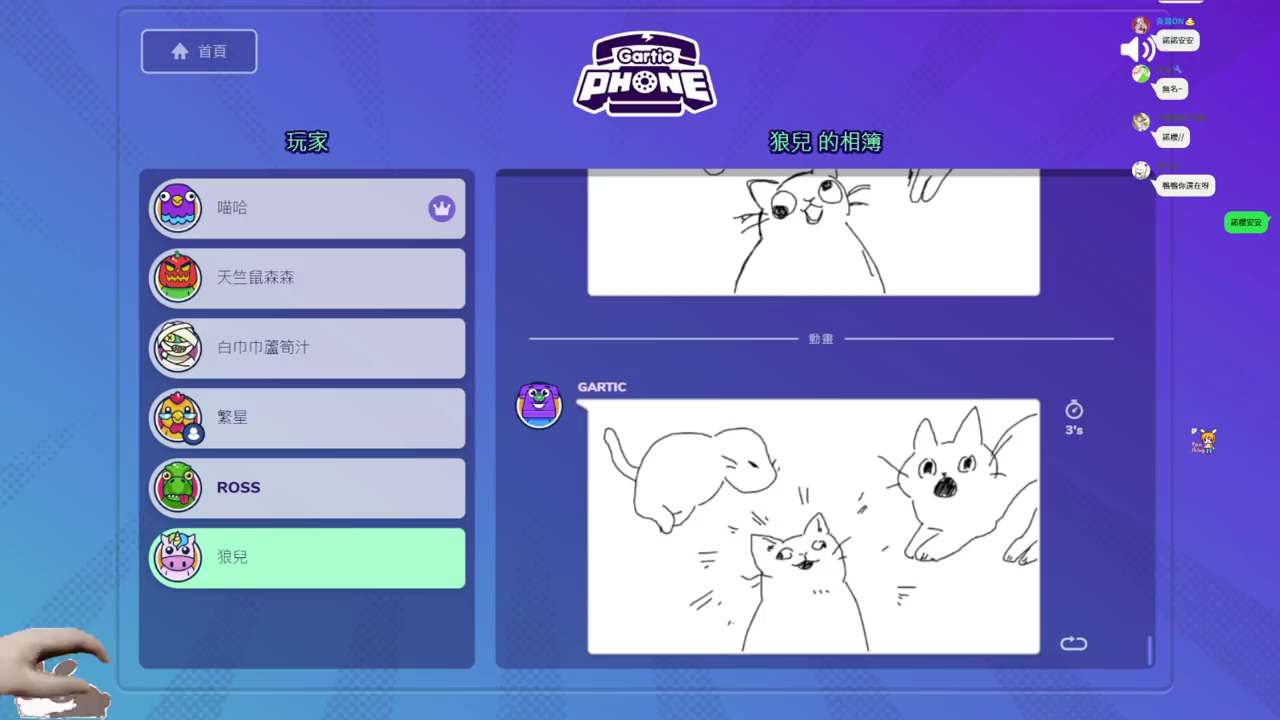 首頁
Gartic
PHONE
玩家
狼兒 的相簿
喵哈
天竺鼠森森
白巾巾蘆筍汁
繁星
ROSS
狼兒
動畫
GARTIC
3's
諾諾安安
無名~
諾櫻//
鴨鴨你還在呀
諾櫻安安